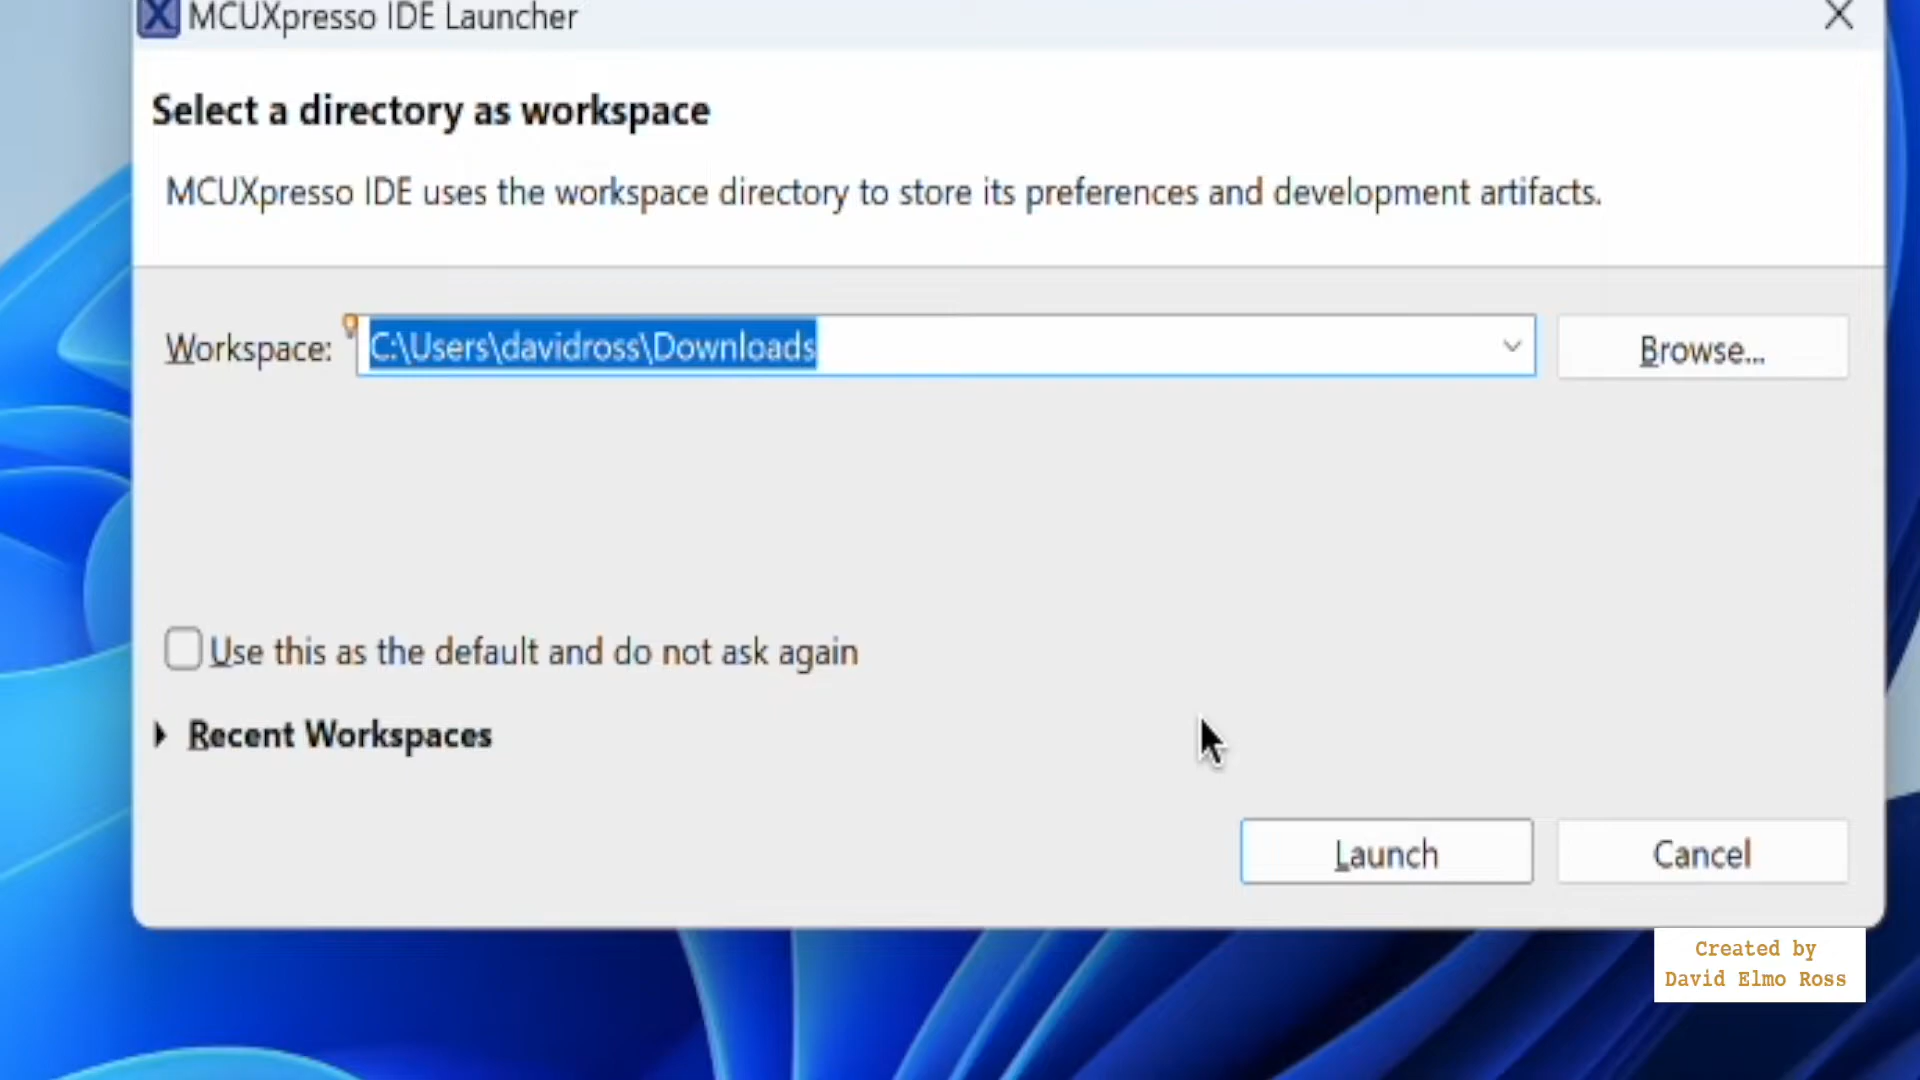 MCUXpresso IDE Launcher
Select a directory as workspace
MCUXpresso IDE uses the workspace directory to store its preferences and development artifacts.
Workspace: C:\Users\davidross\Downloads Browse...
Use this as the default and do not ask again
Recent Workspaces
Launch Cancel
Created by
David Elmo Ross